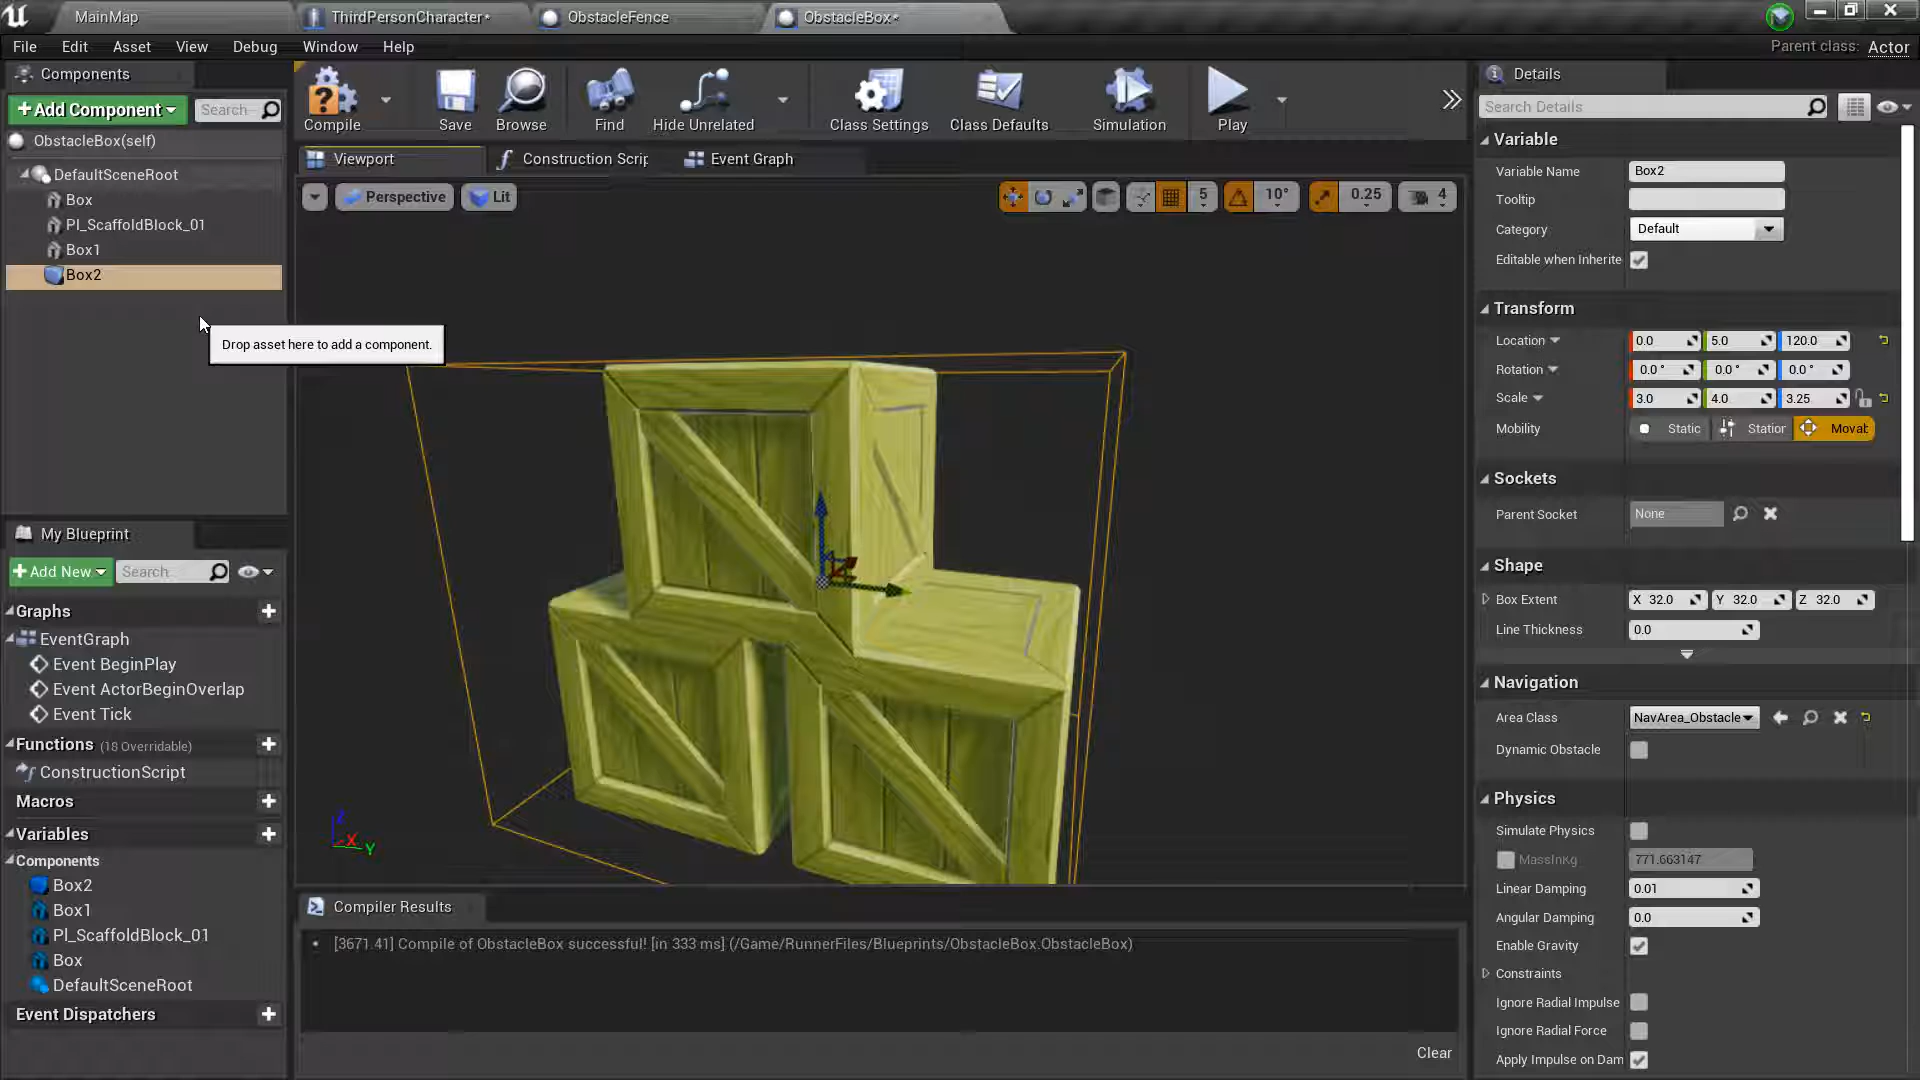 MainMap
ThirdPersonCharacter*
ObstacleFence
ObstacleBox*
File Edit Asset View Debug Window Help
Parent class: Actor
Components
+Add Component
Search
ObstacleBox(self)
DefaultSceneRoot
Box
Pl_ScaffoldBlock_01
Box1
Box2
Drop asset here to add a component.
Compile
Save
Browse
Find
Hide Unrelated
Class Settings
Class Defaults
Simulation
Play
Viewport
Construction Scrip
Event Graph
Perspective
Lit
5
10°
0.25
4
X
Y
Z
My Blueprint
+Add New
Search
Graphs
EventGraph
Event BeginPlay
Event ActorBeginOverlap
Event Tick
Functions (18 Overridable)
ConstructionScript
Macros
Variables
Components
Box2
Box1
Pl_ScaffoldBlock_01
Box
DefaultSceneRoot
Event Dispatchers
Compiler Results
[3671.41] Compile of ObstacleBox successful! [in 333 ms] (/Game/RunnerFiles/Blueprints/ObstacleBox.ObstacleBox)
Clear
Details
Search Details
Variable
Variable Name Box2
Tooltip
Category Default
Editable when Inherite
Transform
Location 0.0 5.0 120.0
Rotation 0.0° 0.0° 0.0°
Scale 3.0 4.0 3.25
Mobility Static Station Movab
Sockets
Parent Socket None
Shape
Box Extent X 32.0 Y 32.0 Z 32.0
Line Thickness 0.0
Navigation
Area Class NavArea_Obstacle
Dynamic Obstacle
Physics
Simulate Physics
MassInKg 771.663147
Linear Damping 0.01
Angular Damping 0.0
Enable Gravity
Constraints
Ignore Radial Impulse
Ignore Radial Force
Apply Impulse on Dam